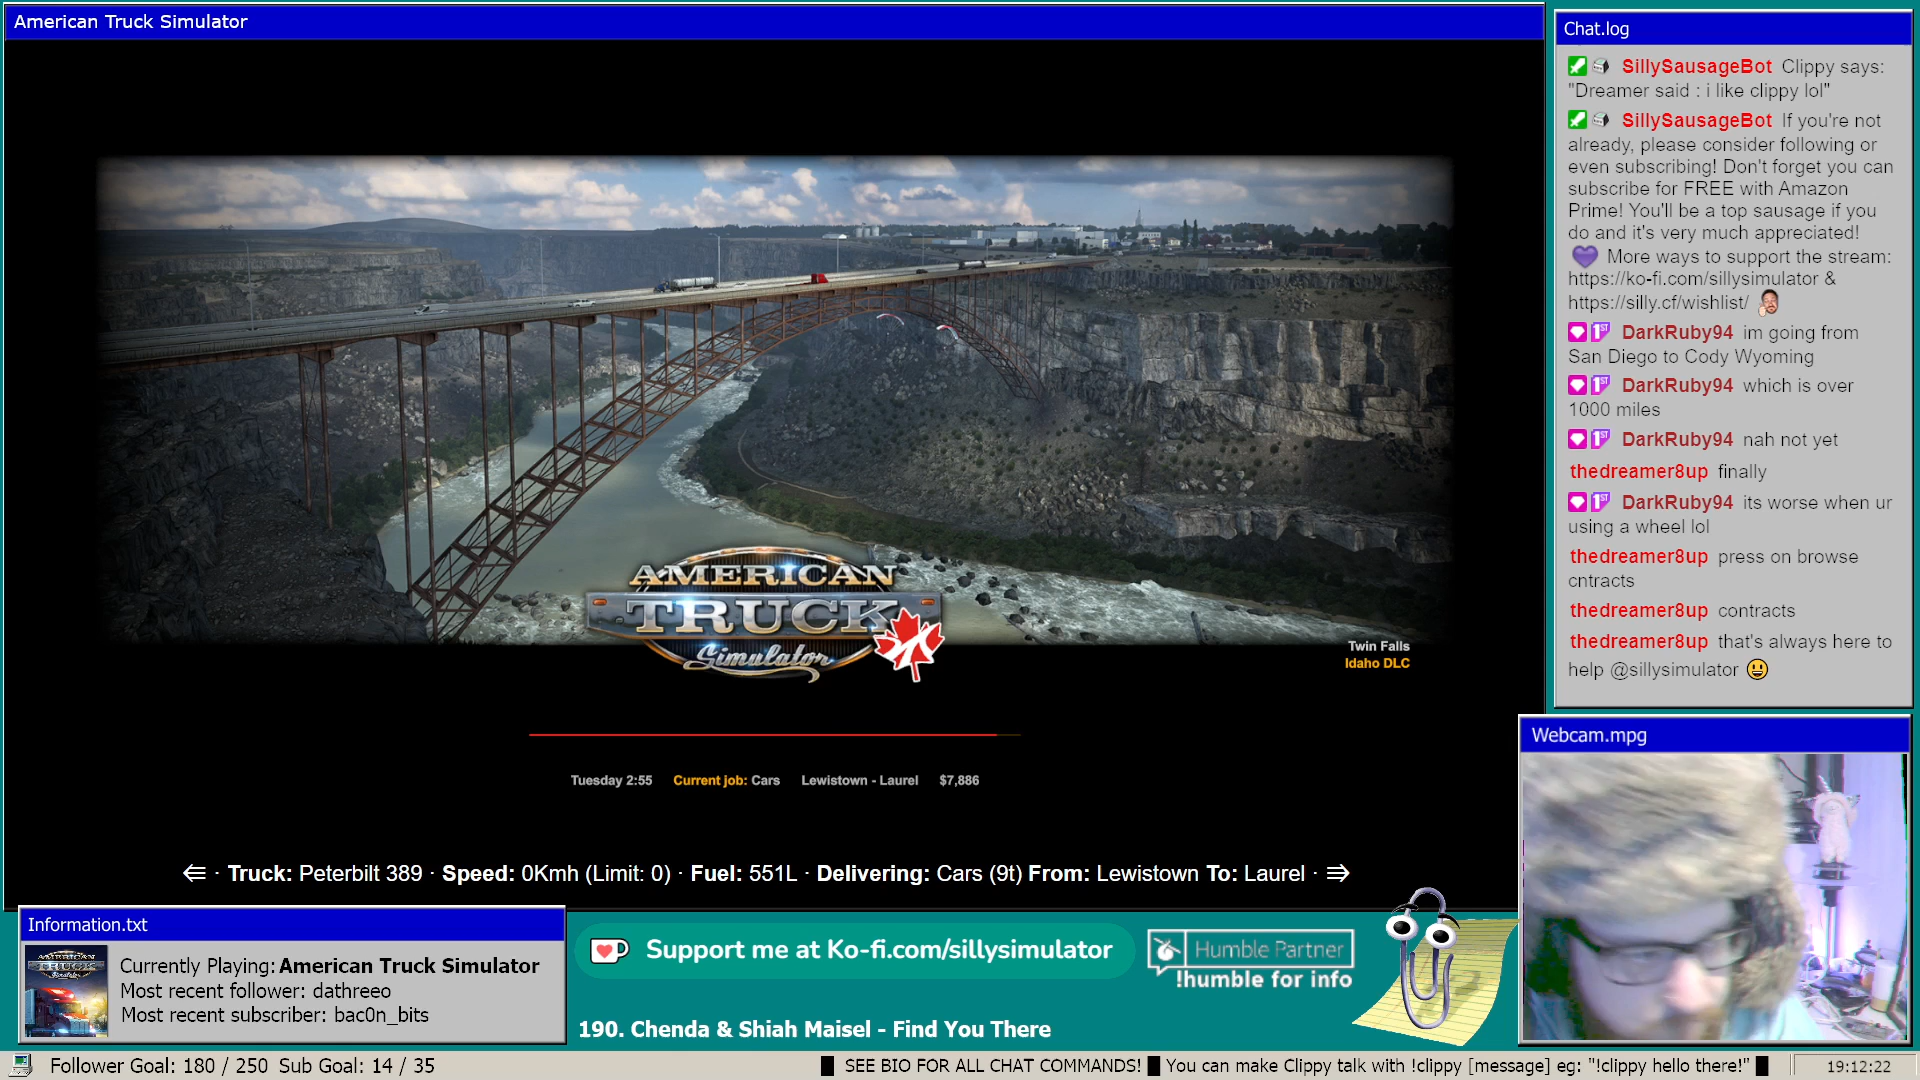 American Truck Simulator
AMERICAN
TRUCK
Simulator
Twin Falls
Idaho DLC
Tuesday 2:55 Current job: Cars Lewistown - Laurel $7,886
⇐ · Truck: Peterbilt 389 · Speed: 0Kmh (Limit: 0) · Fuel: 551L · Delivering: Cars (9t) From: Lewistown To: Laurel · ⇒
Chat.log
SillySausageBot Clippy says:
"Dreamer said : i like clippy lol"
SillySausageBot If you're not
already, please consider following or
even subscribing! Don't forget you can
subscribe for FREE with Amazon
Prime! You'll be a top sausage if you
do and it's very much appreciated!
💜 More ways to support the stream:
https://ko-fi.com/sillysimulator &
https://silly.cf/wishlist/
1ST DarkRuby94 im going from
San Diego to Cody Wyoming
1ST DarkRuby94 which is over
1000 miles
1ST DarkRuby94 nah not yet
thedreamer8up finally
1ST DarkRuby94 its worse when ur
using a wheel lol
thedreamer8up press on browse
cntracts
thedreamer8up contracts
thedreamer8up that's always here to
help @sillysimulator 😃
Webcam.mpg
Information.txt
AMERICAN
TRUCK
Simulator
Currently Playing: American Truck Simulator
Most recent follower: dathreeo
Most recent subscriber: bac0n_bits
Support me at Ko-fi.com/sillysimulator
Humble Partner
!humble for info
190. Chenda & Shiah Maisel - Find You There
Follower Goal: 180 / 250 Sub Goal: 14 / 35
█ SEE BIO FOR ALL CHAT COMMANDS! █ You can make Clippy talk with !clippy [message] eg: "!clippy hello there!" █
19:12:22